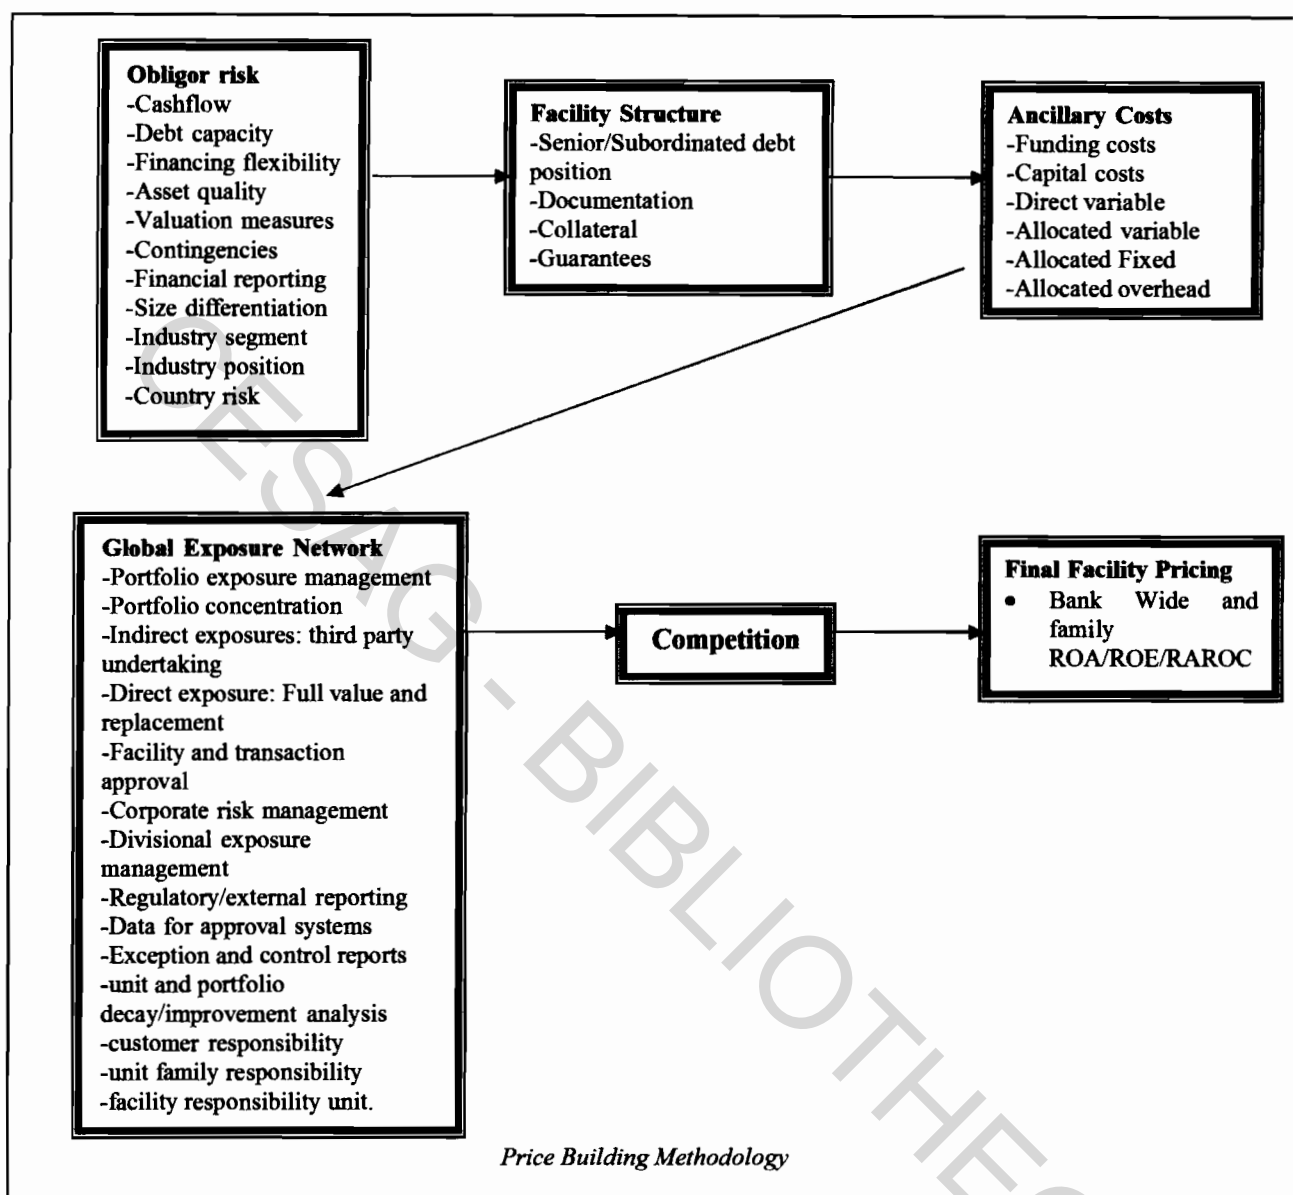 Obligor risk
-Cashflow
-Debt capacity
-Financing flexibility
-Asset quality
-Valuation measures
-Contingencies
-Financial reporting
-Size differentiation
-Industry segment
-Industry position
-Country risk
Facility Structure
-Senior/Subordinated debt
position
-Documentation
-Collateral
-Guarantees
Ancillary Costs
-Funding costs
-Capital costs
-Direct variable
-Allocated variable
-Allocated Fixed
-Allocated overhead
Global Exposure Network
-Portfolio exposure management
-Portfolio concentration
-Indirect exposures: third party
undertaking
-Direct exposure: Full value and
replacement
-Facility and transaction
approval
-Corporate risk management
-Divisional exposure
management
-Regulatory/external reporting
-Data for approval systems
-Exception and control reports
-unit and portfolio
decay/improvement analysis
-customer responsibility
-unit family responsibility
-facility responsibility unit.
Competition
Final Facility Pricing
• Bank Wide and
family
ROA/ROE/RAROC
Price Building Methodology
CESAG - BIBLIOTHE